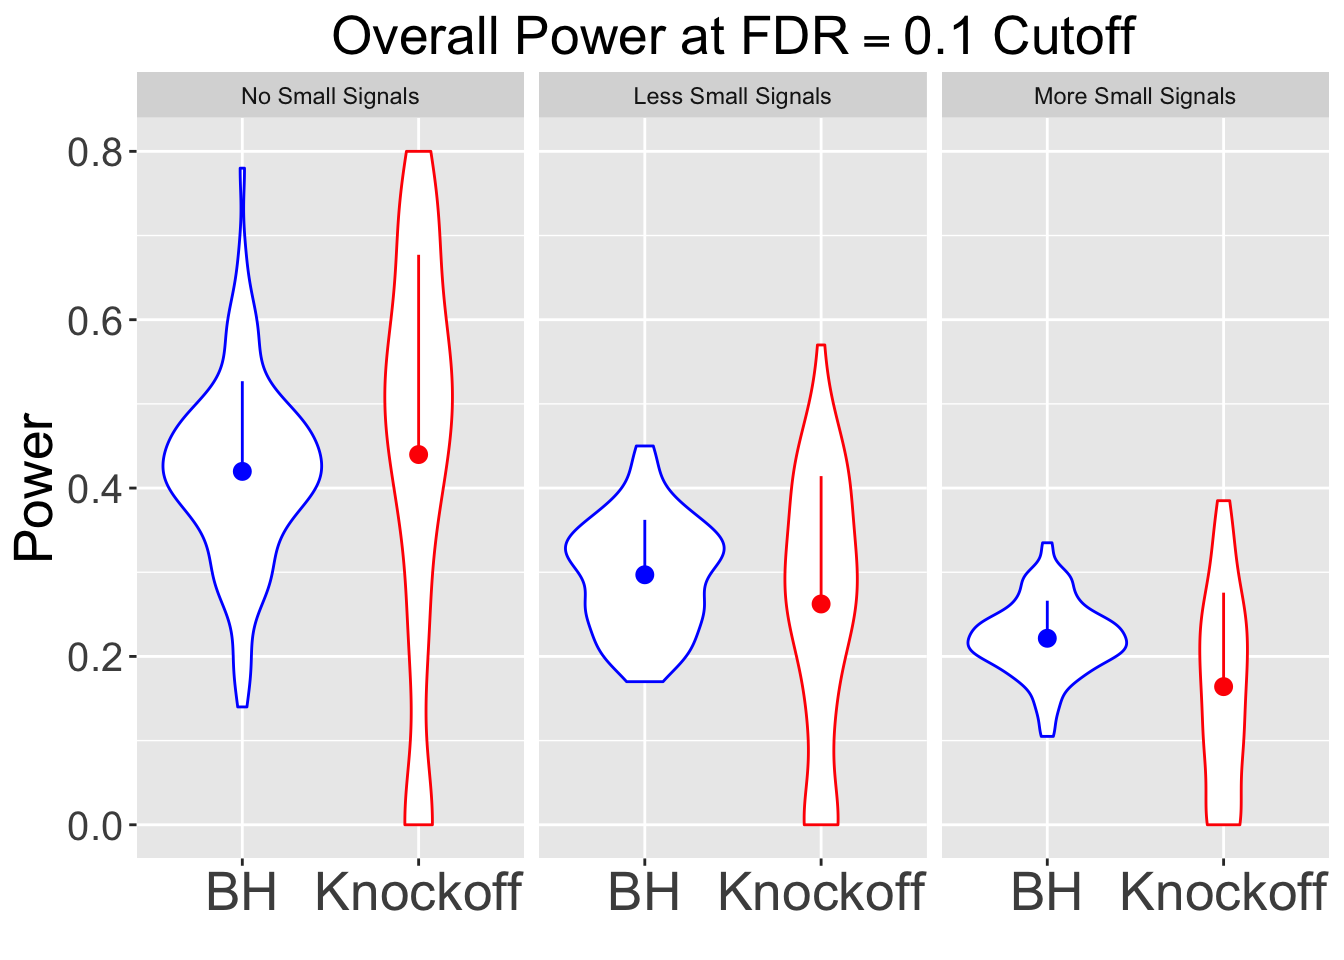 Overall Power at FDR = 0.1 Cutoff
No Small Signals
Less Small Signals
More Small Signals
Power
0.8
0.6
0.4
0.2
0.0
BH
Knockoff
BH
Knockoff
BH
Knockoff